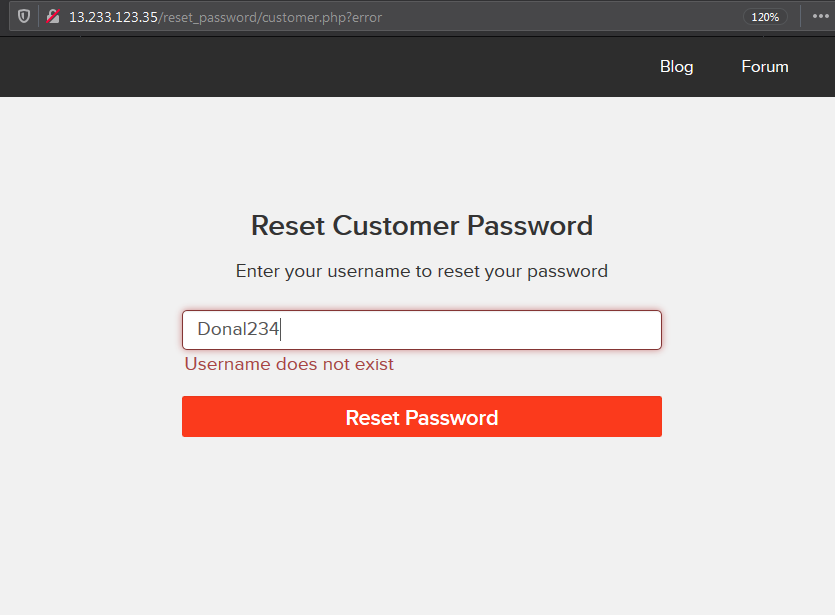 13.233.123.35/reset_password/customer.php?error
120%
Blog
Forum
Reset Customer Password
Enter your username to reset your password
Donal234
Username does not exist
Reset Password